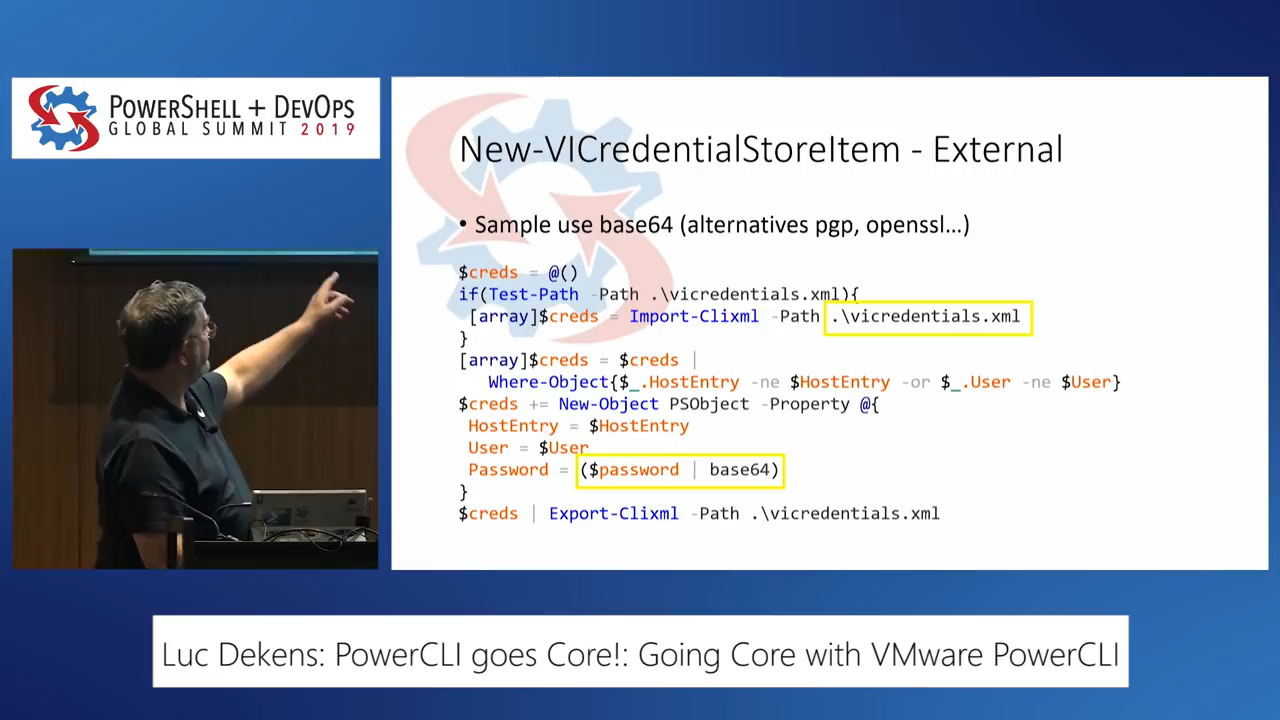 POWERSHELL + DEVOPS
GLOBAL SUMMIT 2019
New-VICredentialStoreItem - External
• Sample use base64 (alternatives pgp, openssl…)
$creds = @()
if(Test-Path -Path .\vicredentials.xml){
[array]$creds = Import-Clixml -Path .\vicredentials.xml
}
[array]$creds = $creds |
Where-Object{$_.HostEntry -ne $HostEntry -or $_.User -ne $User}
$creds += New-Object PSObject -Property @{
HostEntry = $HostEntry
User = $User
Password = ($password | base64)
}
$creds | Export-Clixml -Path .\vicredentials.xml
Luc Dekens: PowerCLI goes Core!: Going Core with VMware PowerCLI